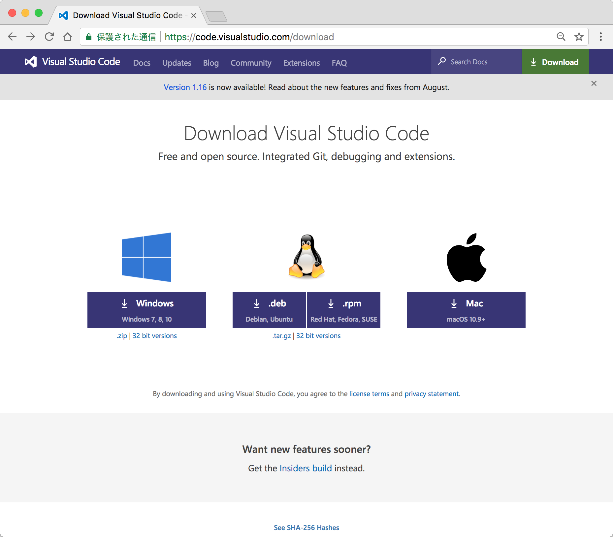 Download Visual Studio Code
保護された通信 | https://code.visualstudio.com/download
Visual Studio Code Docs Updates Blog Community Extensions FAQ Search Docs Download
Version 1.16 is now available! Read about the new features and fixes from August.
Download Visual Studio Code
Free and open source. Integrated Git, debugging and extensions.
Windows
Windows 7, 8, 10
.zip | 32 bit versions
.deb
Debian, Ubuntu
.rpm
Red Hat, Fedora, SUSE
.tar.gz | 32 bit versions
Mac
macOS 10.9+
By downloading and using Visual Studio Code, you agree to the license terms and privacy statement.
Want new features sooner?
Get the Insiders build instead.
See SHA-256 Hashes